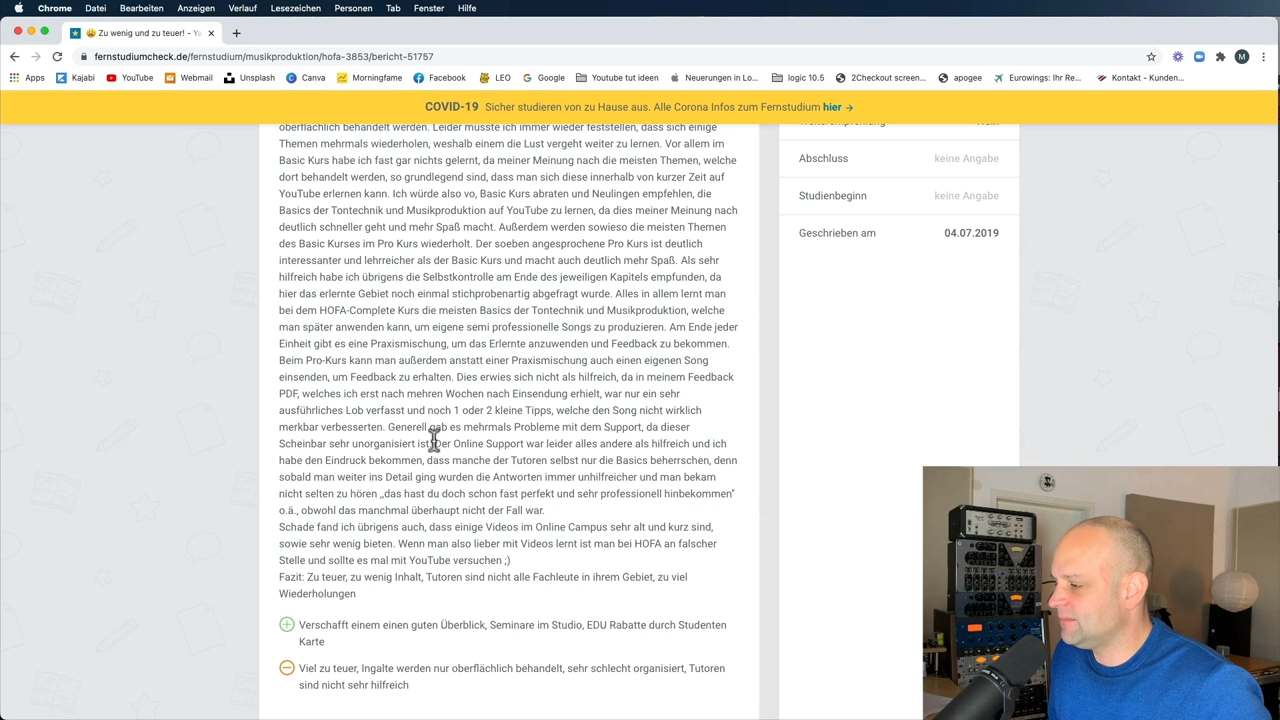 Chrome Datei Bearbeiten Anzeigen Verlauf Lesezeichen Personen Tab Fenster Hilfe
Zu wenig und zu teuer! - Ya
fernstudiumcheck.de/fernstudium/musikproduktion/hofa-3853/bericht-51757
M
Apps Kajabi YouTube Webmail Unsplash Canva Morningfame Facebook LEO Google Youtube tut ideen Neuerungen in Lo... logic 10.5 2Checkout screen... apogee Eurowings: Ihr Re... Kontakt - Kunden...
COVID-19 Sicher studieren von zu Hause aus. Alle Corona Infos zum Fernstudium hier →
oberflächlich behandelt werden. Leider musste ich immer wieder feststellen, dass sich einige
Themen mehrmals wiederholen, weshalb einem die Lust vergeht weiter zu lernen. Vor allem im
Basic Kurs habe ich fast gar nichts gelernt, da meiner Meinung nach die meisten Themen, welche
dort behandelt werden, so grundlegend sind, dass man sich diese innerhalb von kurzer Zeit auf
YouTube erlernen kann. Ich würde also vo, Basic Kurs abraten und Neulingen empfehlen, die
Basics der Tontechnik und Musikproduktion auf YouTube zu lernen, da dies meiner Meinung nach
deutlich schneller geht und mehr Spaß macht. Außerdem werden sowieso die meisten Themen
des Basic Kurses im Pro Kurs wiederholt. Der soeben angesprochene Pro Kurs ist deutlich
interessanter und lehrreicher als der Basic Kurs und macht auch deutlich mehr Spaß. Als sehr
hilfreich habe ich übrigens die Selbstkontrolle am Ende des jeweiligen Kapitels empfunden, da
hier das erlernte Gebiet noch einmal stichprobenartig abgefragt wurde. Alles in allem lernt man
bei dem HOFA-Complete Kurs die meisten Basics der Tontechnik und Musikproduktion, welche
man später anwenden kann, um eigene semi professionelle Songs zu produzieren. Am Ende jeder
Einheit gibt es eine Praxismischung, um das Erlernte anzuwenden und Feedback zu bekommen.
Beim Pro-Kurs kann man außerdem anstatt einer Praxismischung auch einen eigenen Song
einsenden, um Feedback zu erhalten. Dies erwies sich nicht als hilfreich, da in meinem Feedback
PDF, welches ich erst nach mehren Wochen nach Einsendung erhielt, war nur ein sehr
ausführliches Lob verfasst und noch 1 oder 2 kleine Tipps, welche den Song nicht wirklich
merkbar verbesserten. Generell gab es mehrmals Probleme mit dem Support, da dieser
Scheinbar sehr unorganisiert ist. Der Online Support war leider alles andere als hilfreich und ich
habe den Eindruck bekommen, dass manche der Tutoren selbst nur die Basics beherrschen, denn
sobald man weiter ins Detail ging wurden die Antworten immer unhilfreicher und man bekam
nicht selten zu hören „das hast du doch schon fast perfekt und sehr professionell hinbekommen"
o.ä., obwohl das manchmal überhaupt nicht der Fall war.
Schade fand ich übrigens auch, dass einige Videos im Online Campus sehr alt und kurz sind,
sowie sehr wenig bieten. Wenn man also lieber mit Videos lernt ist man bei HOFA an falscher
Stelle und sollte es mal mit YouTube versuchen ;)
Fazit: Zu teuer, zu wenig Inhalt, Tutoren sind nicht alle Fachleute in ihrem Gebiet, zu viel
Wiederholungen
Verschafft einem einen guten Überblick, Seminare im Studio, EDU Rabatte durch Studenten
Karte
Viel zu teuer, Ingalte werden nur oberflächlich behandelt, sehr schlecht organisiert, Tutoren
sind nicht sehr hilfreich
Abschluss keine Angabe
Studienbeginn keine Angabe
Geschrieben am 04.07.2019